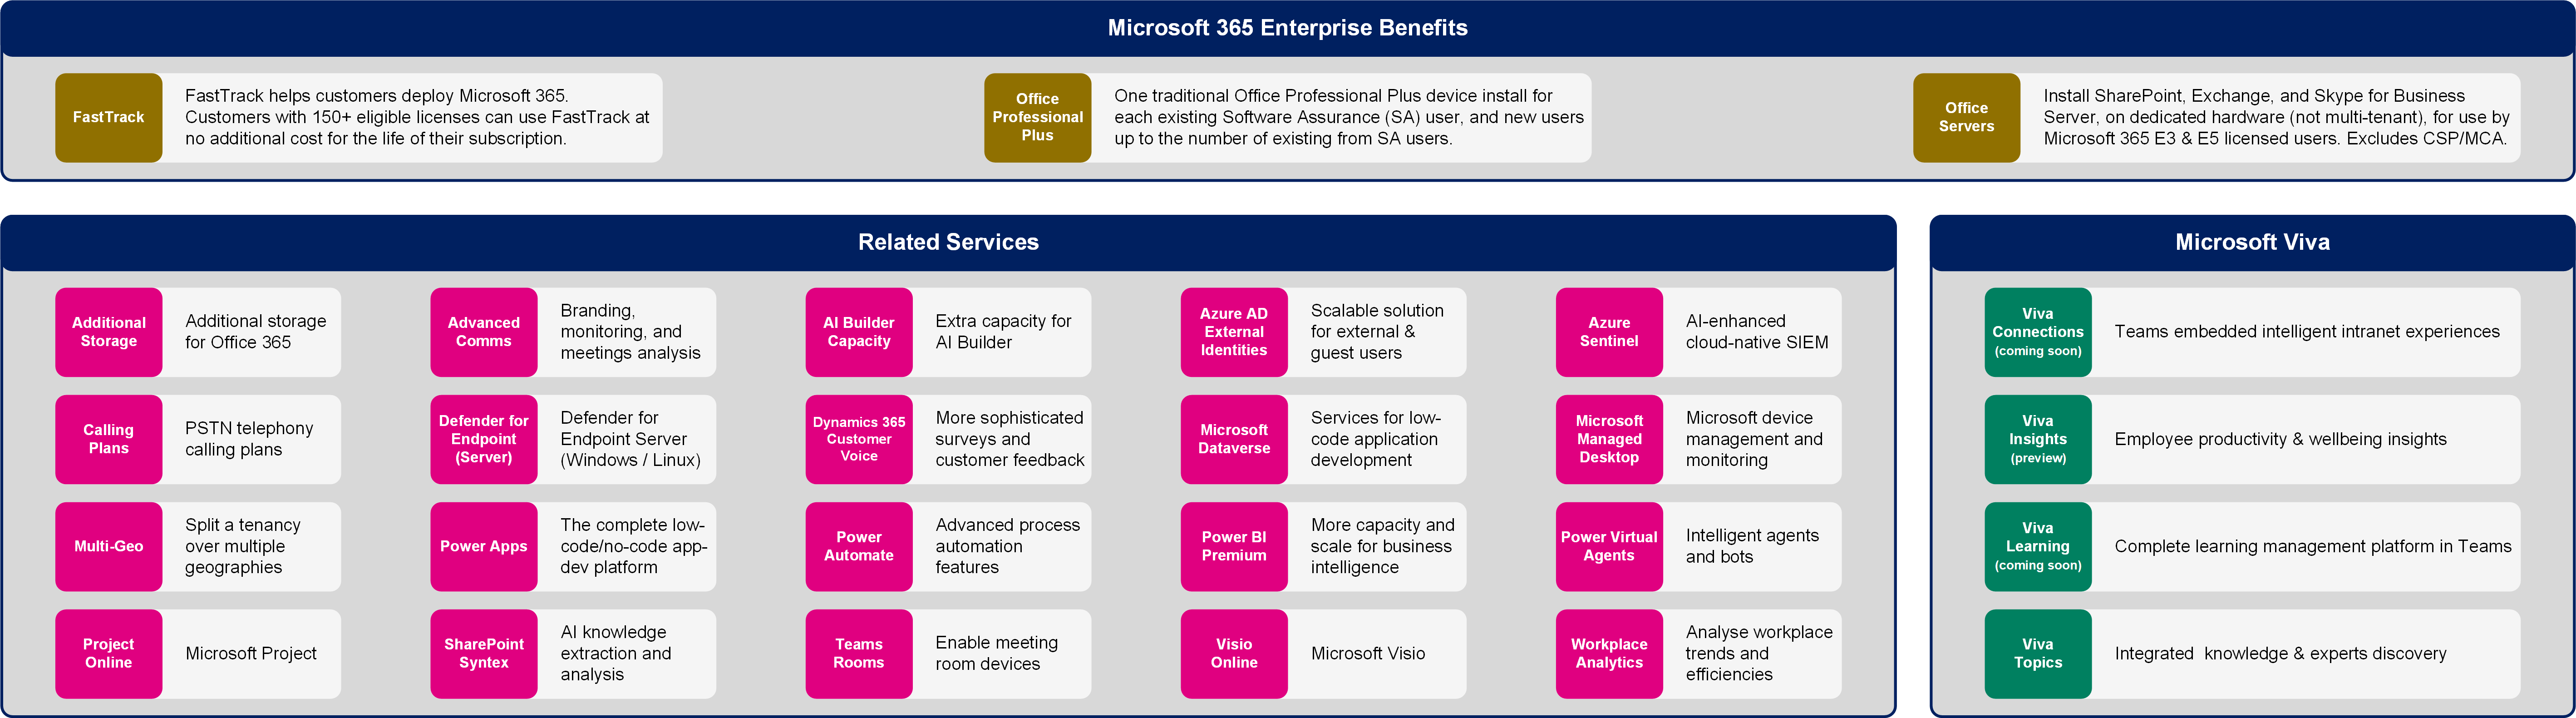 Microsoft 365 Enterprise Benefits
FastTrack
FastTrack helps customers deploy Microsoft 365.
Customers with 150+ eligible licenses can use FastTrack at
no additional cost for the life of their subscription.
Office
Professional
Plus
One traditional Office Professional Plus device install for
each existing Software Assurance (SA) user, and new users
up to the number of existing from SA users.
Office
Servers
Install SharePoint, Exchange, and Skype for Business
Server, on dedicated hardware (not multi-tenant), for use by
Microsoft 365 E3 & E5 licensed users. Excludes CSP/MCA.
Related Services
Additional
Storage
Additional storage
for Office 365
Advanced
Comms
Branding,
monitoring, and
meetings analysis
AI Builder
Capacity
Extra capacity for
AI Builder
Azure AD
External
Identities
Scalable solution
for external &
guest users
Azure
Sentinel
AI-enhanced
cloud-native SIEM
Calling
Plans
PSTN telephony
calling plans
Defender for
Endpoint
(Server)
Defender for
Endpoint Server
(Windows / Linux)
Dynamics 365
Customer
Voice
More sophisticated
surveys and
customer feedback
Microsoft
Dataverse
Services for low-
code application
development
Microsoft
Managed
Desktop
Microsoft device
management and
monitoring
Multi-Geo
Split a tenancy
over multiple
geographies
Power Apps
The complete low-
code/no-code app-
dev platform
Power
Automate
Advanced process
automation
features
Power BI
Premium
More capacity and
scale for business
intelligence
Power Virtual
Agents
Intelligent agents
and bots
Project
Online
Microsoft Project
SharePoint
Syntex
AI knowledge
extraction and
analysis
Teams
Rooms
Enable meeting
room devices
Visio
Online
Microsoft Visio
Workplace
Analytics
Analyse workplace
trends and
efficiencies
Microsoft Viva
Viva
Connections
(coming soon)
Teams embedded intelligent intranet experiences
Viva
Insights
(preview)
Employee productivity & wellbeing insights
Viva
Learning
(coming soon)
Complete learning management platform in Teams
Viva
Topics
Integrated  knowledge & experts discovery